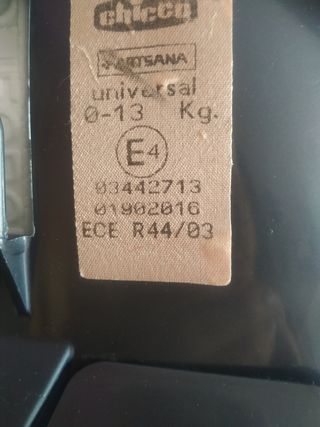 chicco
ARTSANA
universal
0-13 Kg.
E4
03442713
01902016
ECE R44/03